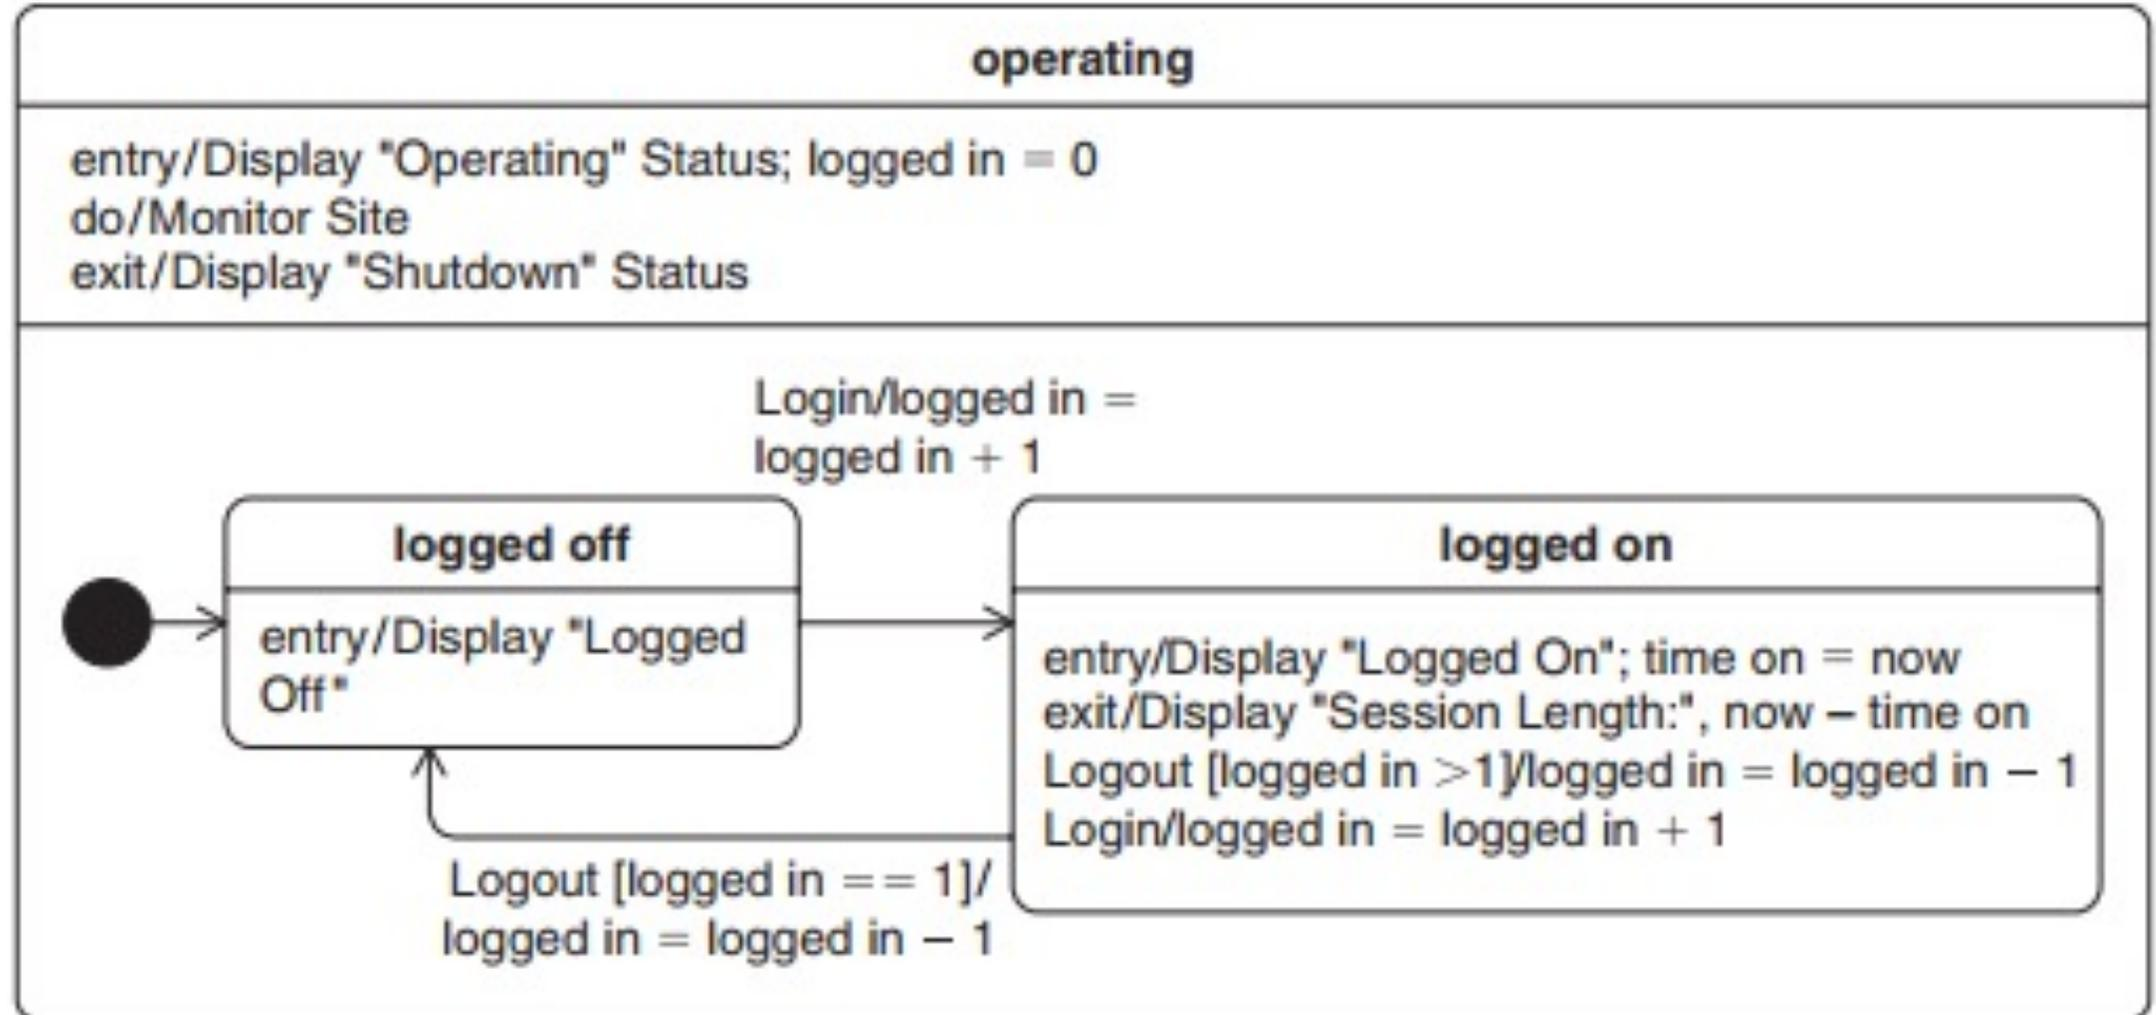 operating
entry/Display "Operating" Status; logged in = 0
do/Monitor Site
exit/Display "Shutdown" Status
Login/logged in =
logged in + 1
logged off
entry/Display "Logged
Off"
logged on
entry/Display "Logged On"; time on = now
exit/Display "Session Length:", now – time on
Logout [logged in >1]/logged in = logged in – 1
Login/logged in = logged in + 1
Logout [logged in == 1]/
logged in = logged in – 1